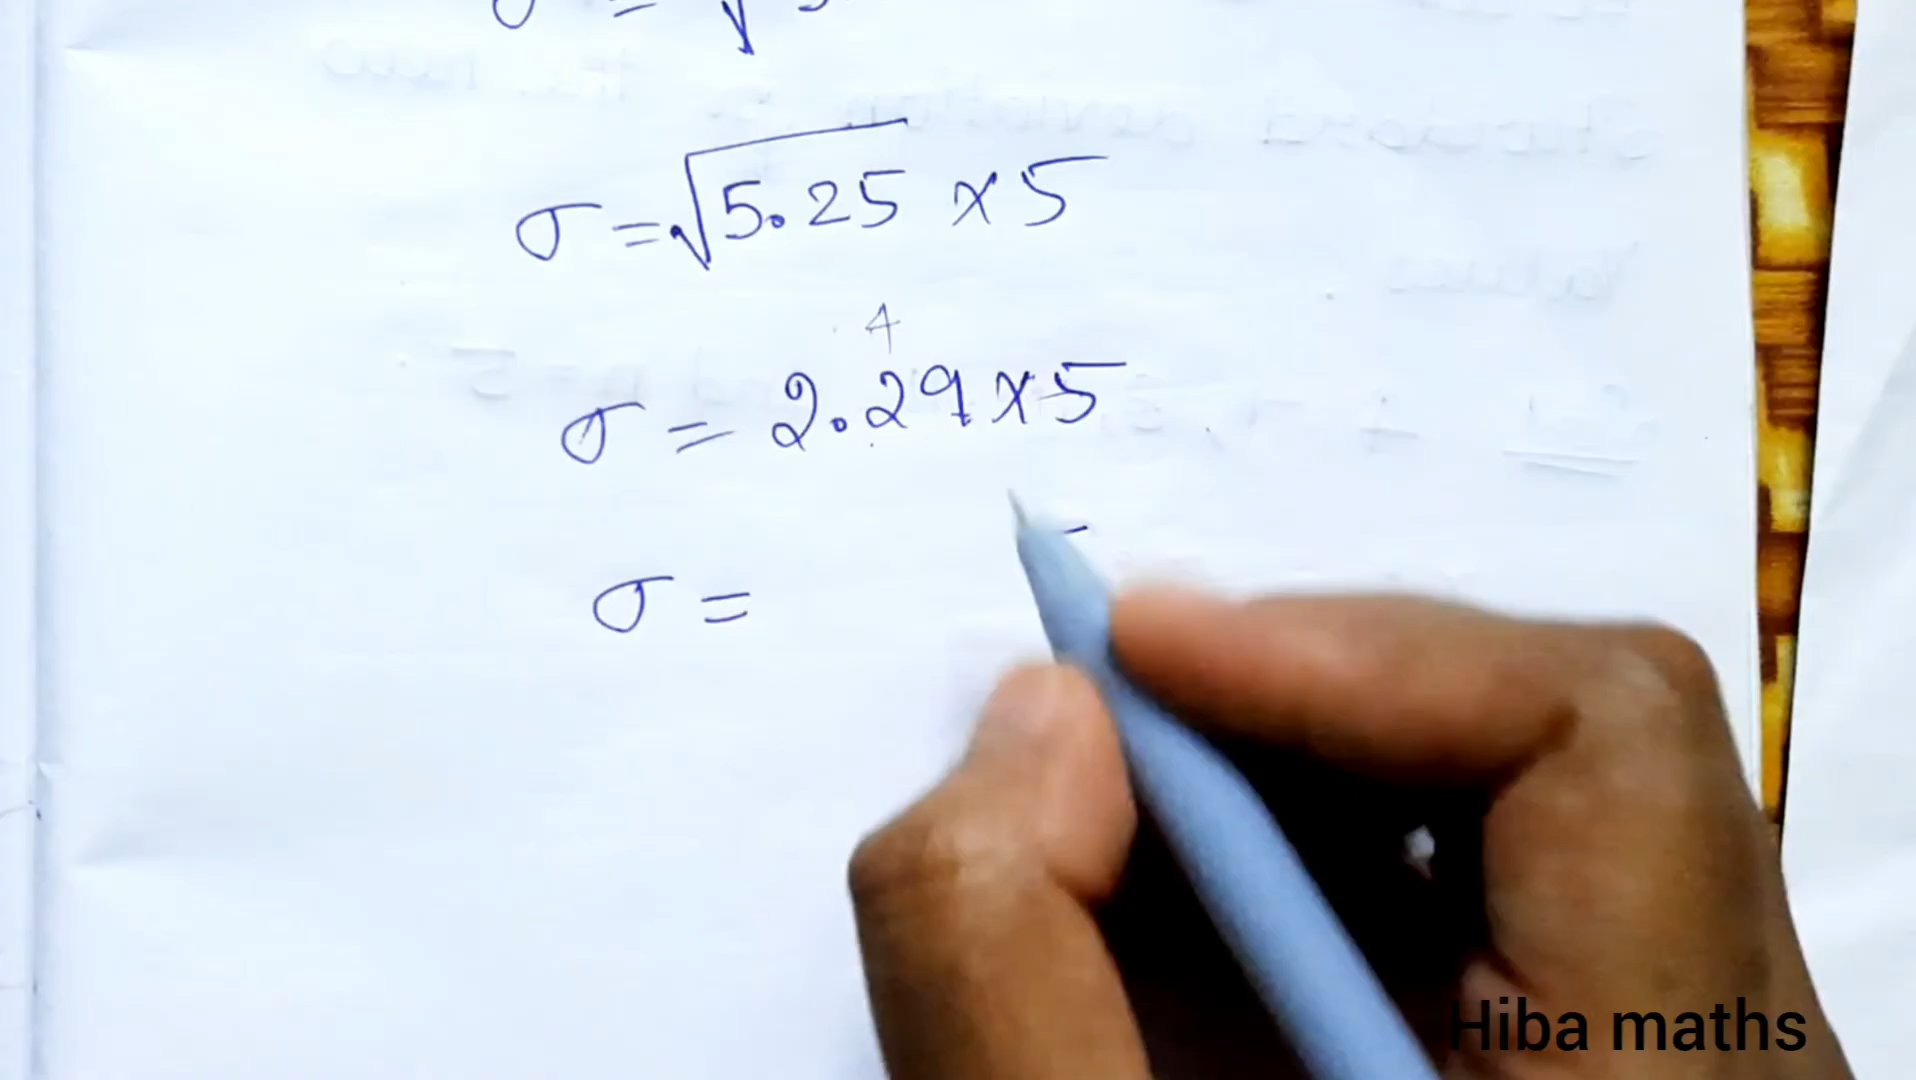 σ = √5.25 × 5
4
σ = 2.29 × 5
σ =
Hiba maths